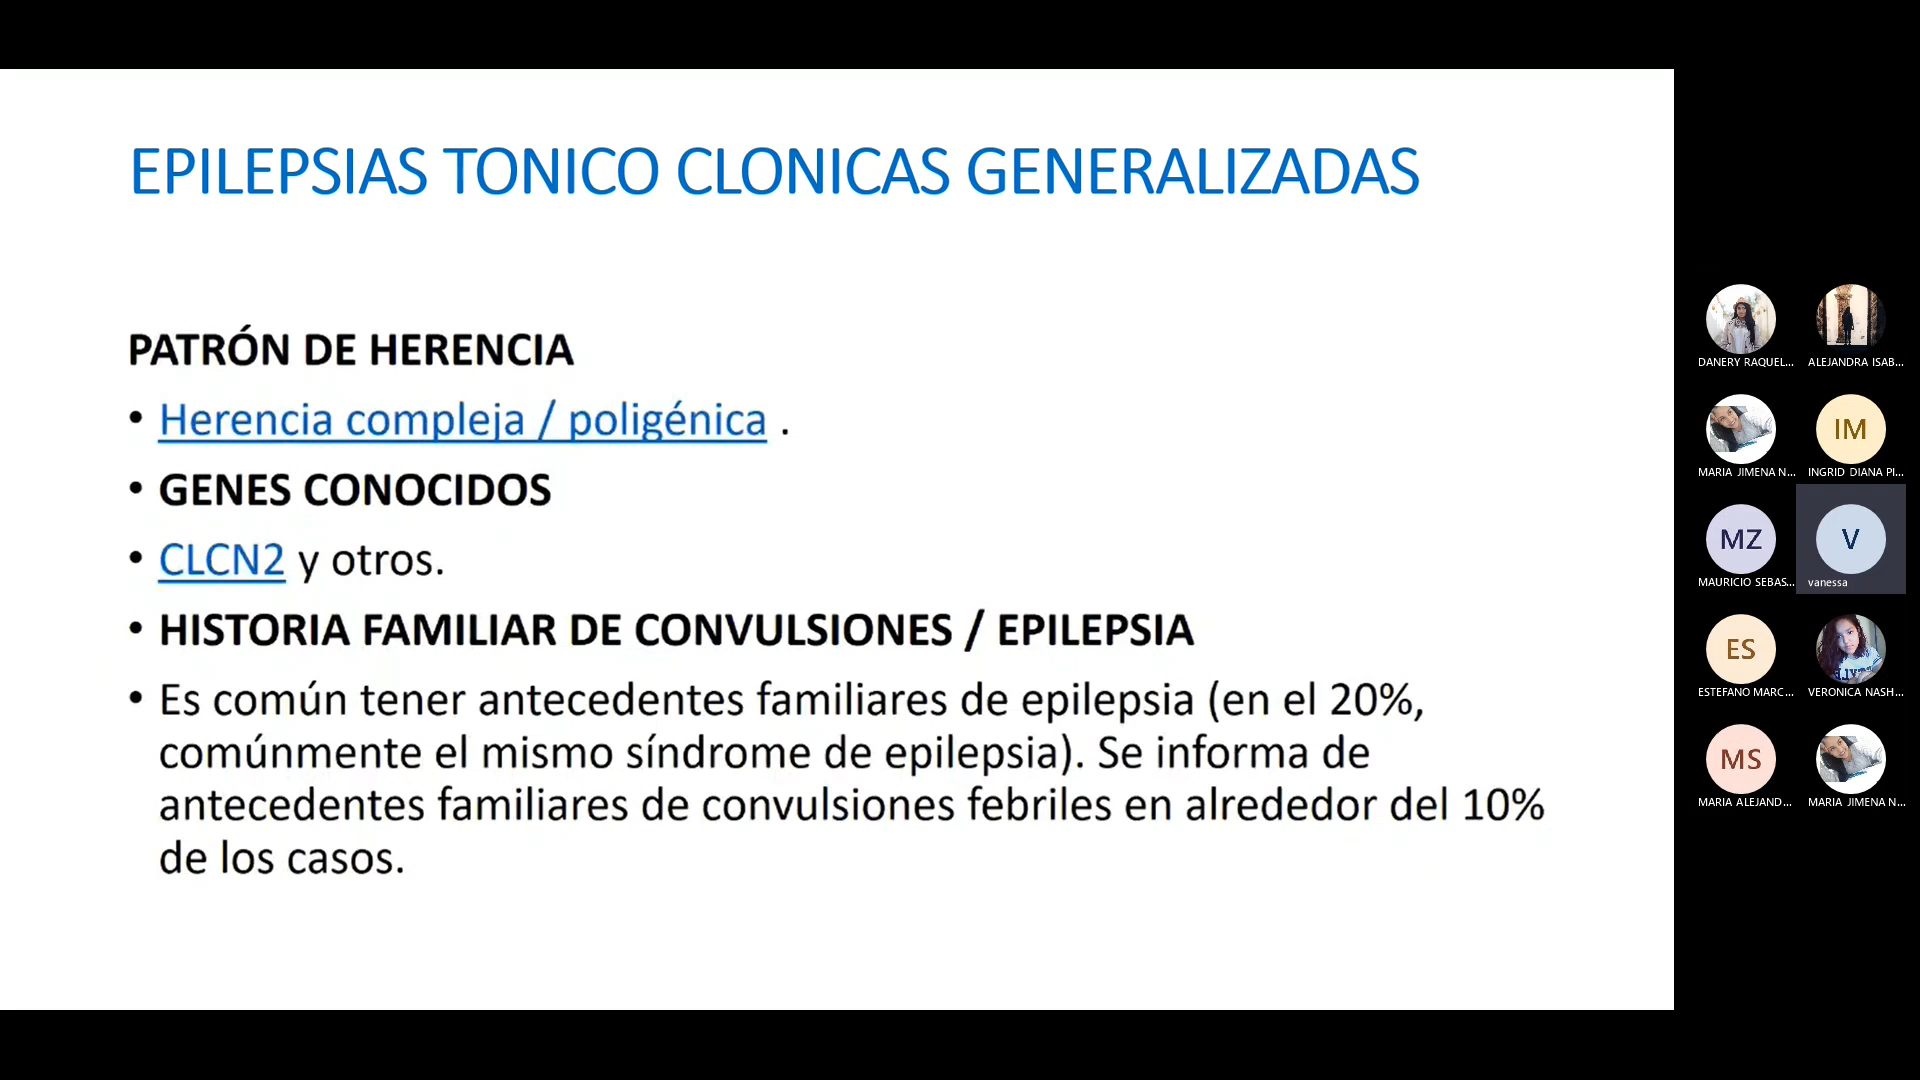 EPILEPSIAS TONICO CLONICAS GENERALIZADAS
PATRÓN DE HERENCIA
• Herencia compleja / poligénica .
• GENES CONOCIDOS
• CLCN2 y otros.
• HISTORIA FAMILIAR DE CONVULSIONES / EPILEPSIA
• Es común tener antecedentes familiares de epilepsia (en el 20%,
comúnmente el mismo síndrome de epilepsia). Se informa de
antecedentes familiares de convulsiones febriles en alrededor del 10%
de los casos.
DANERY RAQUEL...
ALEJANDRA ISAB...
MARIA JIMENA N...
IM
INGRID DIANA PI...
MZ
MAURICIO SEBAS...
V
vanessa
ES
ESTEFANO MARC...
VERONICA NASH...
MS
MARIA ALEJAND...
MARIA JIMENA N...